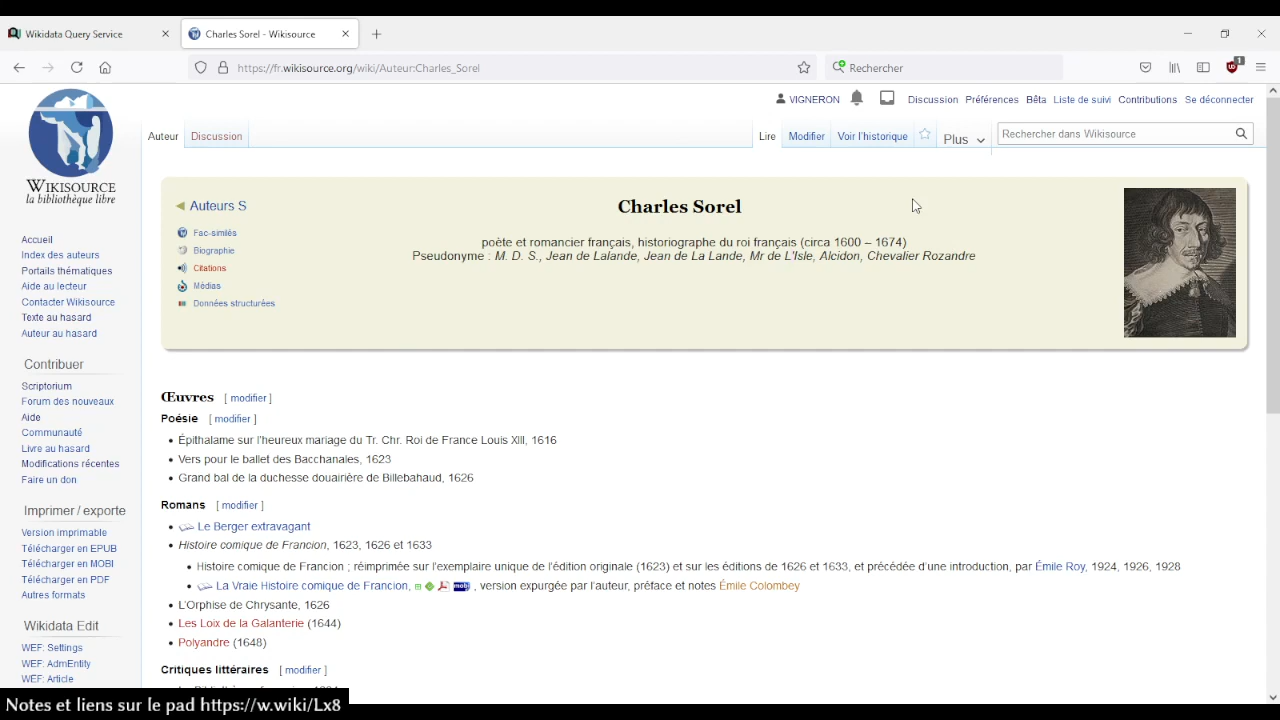 Wikidata Query Service
Charles Sorel - Wikisource
https://fr.wikisource.org/wiki/Auteur:Charles_Sorel
Rechercher
1
VIGNERON
Discussion Préférences Bêta Liste de suivi Contributions Se déconnecter
Auteur Discussion
Lire Modifier Voir l'historique
Plus
Rechercher dans Wikisource
WIKISOURCE
la bibliothèque libre
Accueil
Index des auteurs
Portails thématiques
Aide au lecteur
Contacter Wikisource
Texte au hasard
Auteur au hasard
Contribuer
Scriptorium
Forum des nouveaux
Aide
Communauté
Livre au hasard
Modifications récentes
Faire un don
Imprimer / exporte
Version imprimable
Télécharger en EPUB
Télécharger en MOBI
Télécharger en PDF
Autres formats
Wikidata Edit
WEF: Settings
WEF: AdmEntity
WEF: Article
Auteurs S
Fac-similés
Biographie
Citations
Médias
Données structurées
Charles Sorel
poète et romancier français, historiographe du roi français (circa 1600 – 1674)
Pseudonyme : M. D. S., Jean de Lalande, Jean de La Lande, Mr de L'Isle, Alcidon, Chevalier Rozandre
Œuvres [ modifier ]
Poésie [ modifier ]
• Épithalame sur l'heureux mariage du Tr. Chr. Roi de France Louis XIII, 1616
• Vers pour le ballet des Bacchanales, 1623
• Grand bal de la duchesse douairière de Billebahaud, 1626
Romans [ modifier ]
• Le Berger extravagant
• Histoire comique de Francion, 1623, 1626 et 1633
• Histoire comique de Francion ; réimprimée sur l'exemplaire unique de l'édition originale (1623) et sur les éditions de 1626 et 1633, et précédée d'une introduction, par Émile Roy, 1924, 1926, 1928
• La Vraie Histoire comique de Francion, mobi , version expurgée par l'auteur, préface et notes Émile Colombey
• L'Orphise de Chrysante, 1626
• Les Loix de la Galanterie (1644)
• Polyandre (1648)
Critiques littéraires [ modifier ]
Notes et liens sur le pad https://w.wiki/Lx8